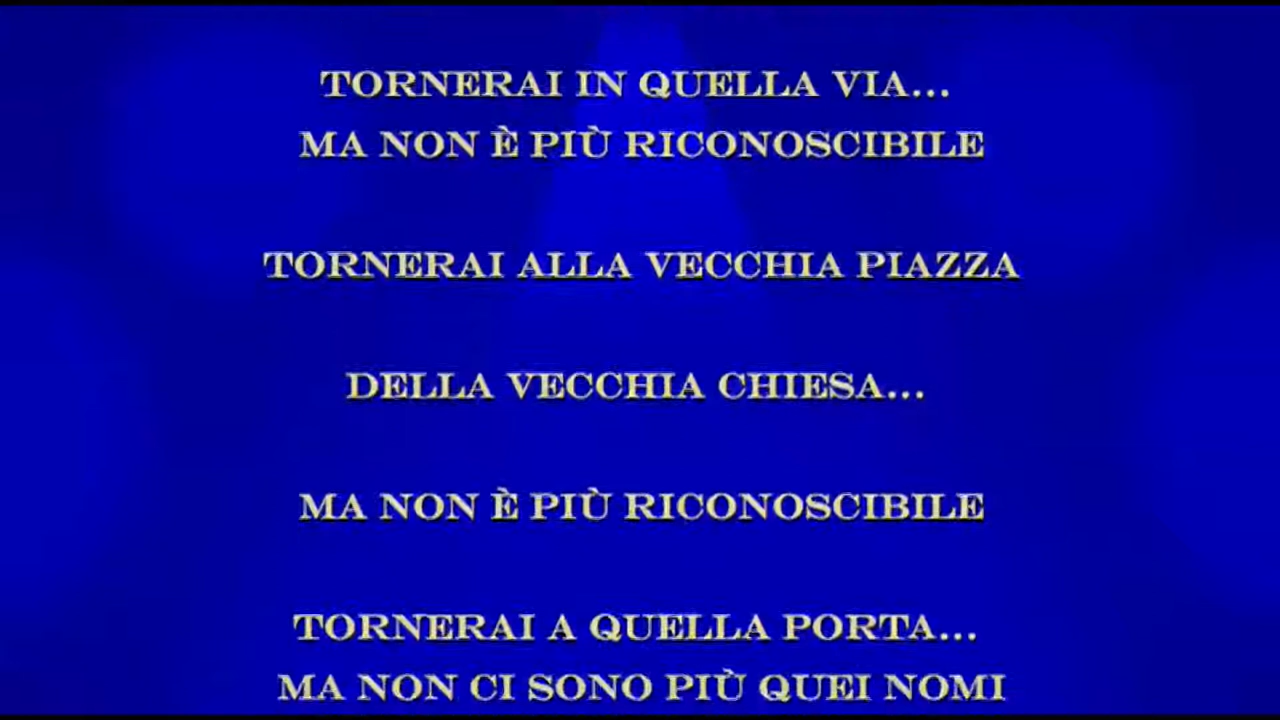 TORNERAI IN QUELLA VIA...
MA NON È PIÙ RICONOSCIBILE
TORNERAI ALLA VECCHIA PIAZZA
DELLA VECCHIA CHIESA...
MA NON È PIÙ RICONOSCIBILE
TORNERAI A QUELLA PORTA...
MA NON CI SONO PIÙ QUEI NOMI